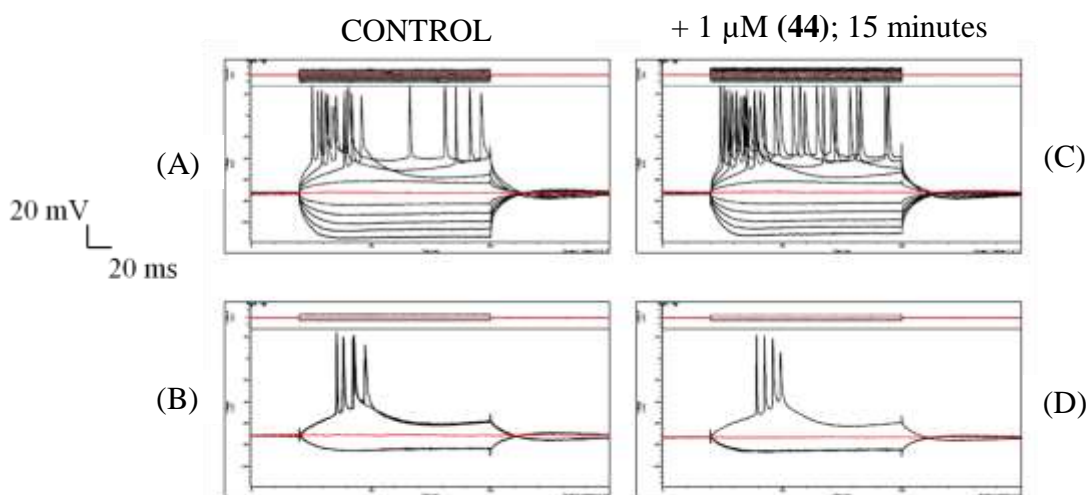 CONTROL
+ 1 µM (44); 15 minutes
(A)
(C)
20 mV
20 ms
(B)
(D)